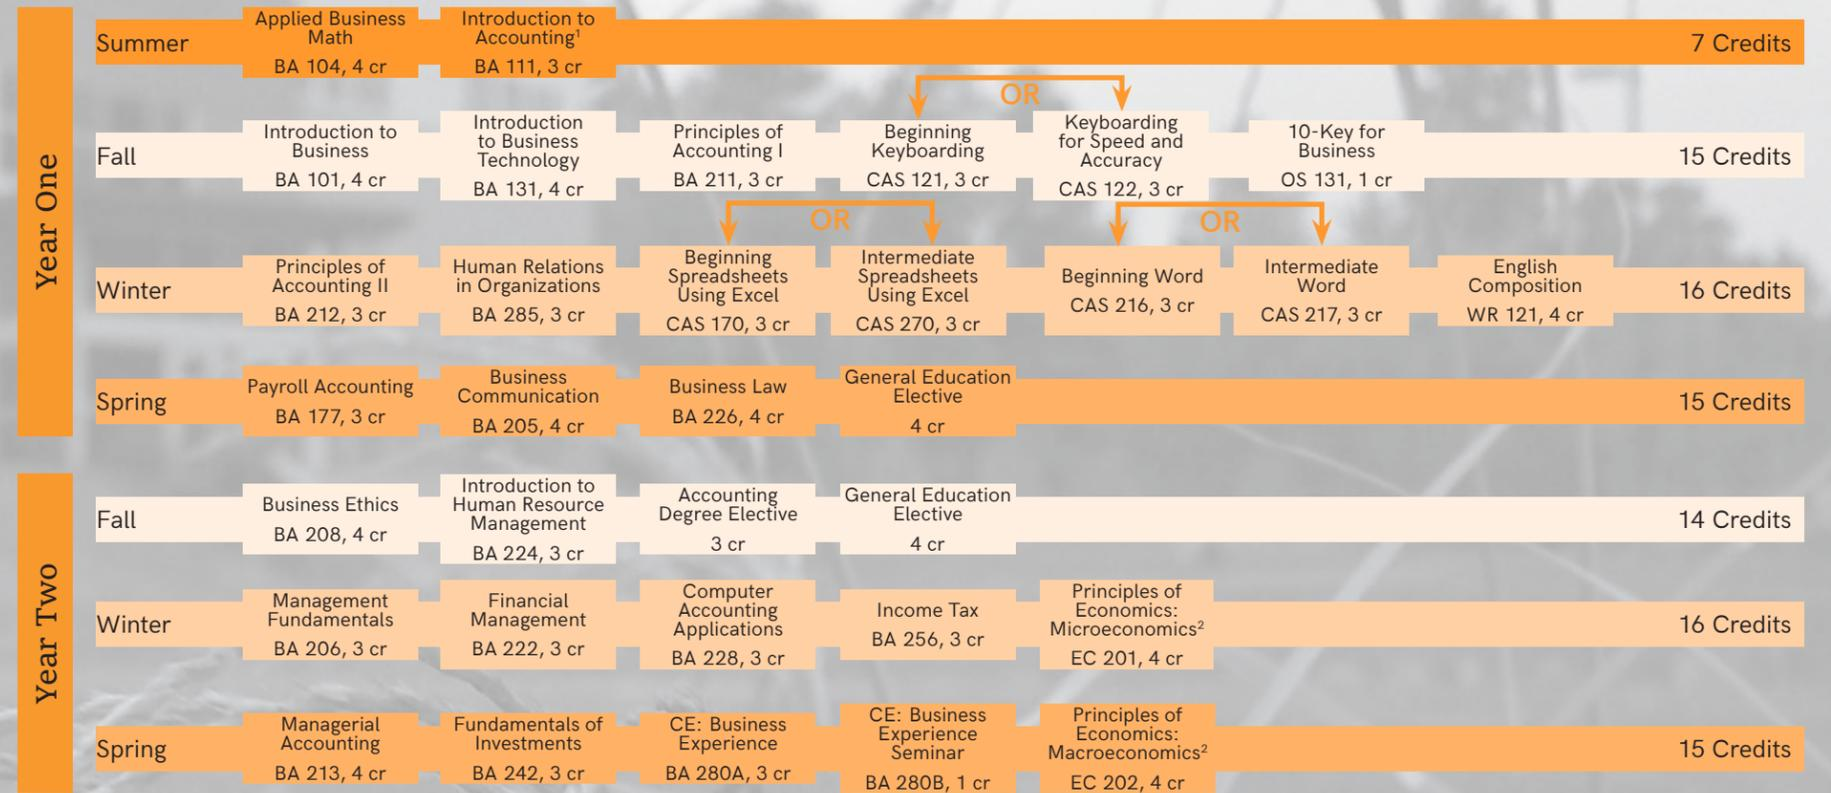 Year One
Summer
Applied Business
Math
BA 104, 4 cr
Introduction to
Accounting¹
BA 111, 3 cr
7 Credits
OR
Fall
Introduction to
Business
BA 101, 4 cr
Introduction
to Business
Technology
BA 131, 4 cr
Principles of
Accounting I
BA 211, 3 cr
Beginning
Keyboarding
CAS 121, 3 cr
Keyboarding
for Speed and
Accuracy
CAS 122, 3 cr
10-Key for
Business
OS 131, 1 cr
15 Credits
OR
OR
Winter
Principles of
Accounting II
BA 212, 3 cr
Human Relations
in Organizations
BA 285, 3 cr
Beginning
Spreadsheets
Using Excel
CAS 170, 3 cr
Intermediate
Spreadsheets
Using Excel
CAS 270, 3 cr
Beginning Word
CAS 216, 3 cr
Intermediate
Word
CAS 217, 3 cr
English
Composition
WR 121, 4 cr
16 Credits
Spring
Payroll Accounting
BA 177, 3 cr
Business
Communication
BA 205, 4 cr
Business Law
BA 226, 4 cr
General Education
Elective
4 cr
15 Credits
Year Two
Fall
Business Ethics
BA 208, 4 cr
Introduction to
Human Resource
Management
BA 224, 3 cr
Accounting
Degree Elective
3 cr
General Education
Elective
4 cr
14 Credits
Winter
Management
Fundamentals
BA 206, 3 cr
Financial
Management
BA 222, 3 cr
Computer
Accounting
Applications
BA 228, 3 cr
Income Tax
BA 256, 3 cr
Principles of
Economics:
Microeconomics²
EC 201, 4 cr
16 Credits
Spring
Managerial
Accounting
BA 213, 4 cr
Fundamentals of
Investments
BA 242, 3 cr
CE: Business
Experience
BA 280A, 3 cr
CE: Business
Experience
Seminar
BA 280B, 1 cr
Principles of
Economics:
Macroeconomics²
EC 202, 4 cr
15 Credits